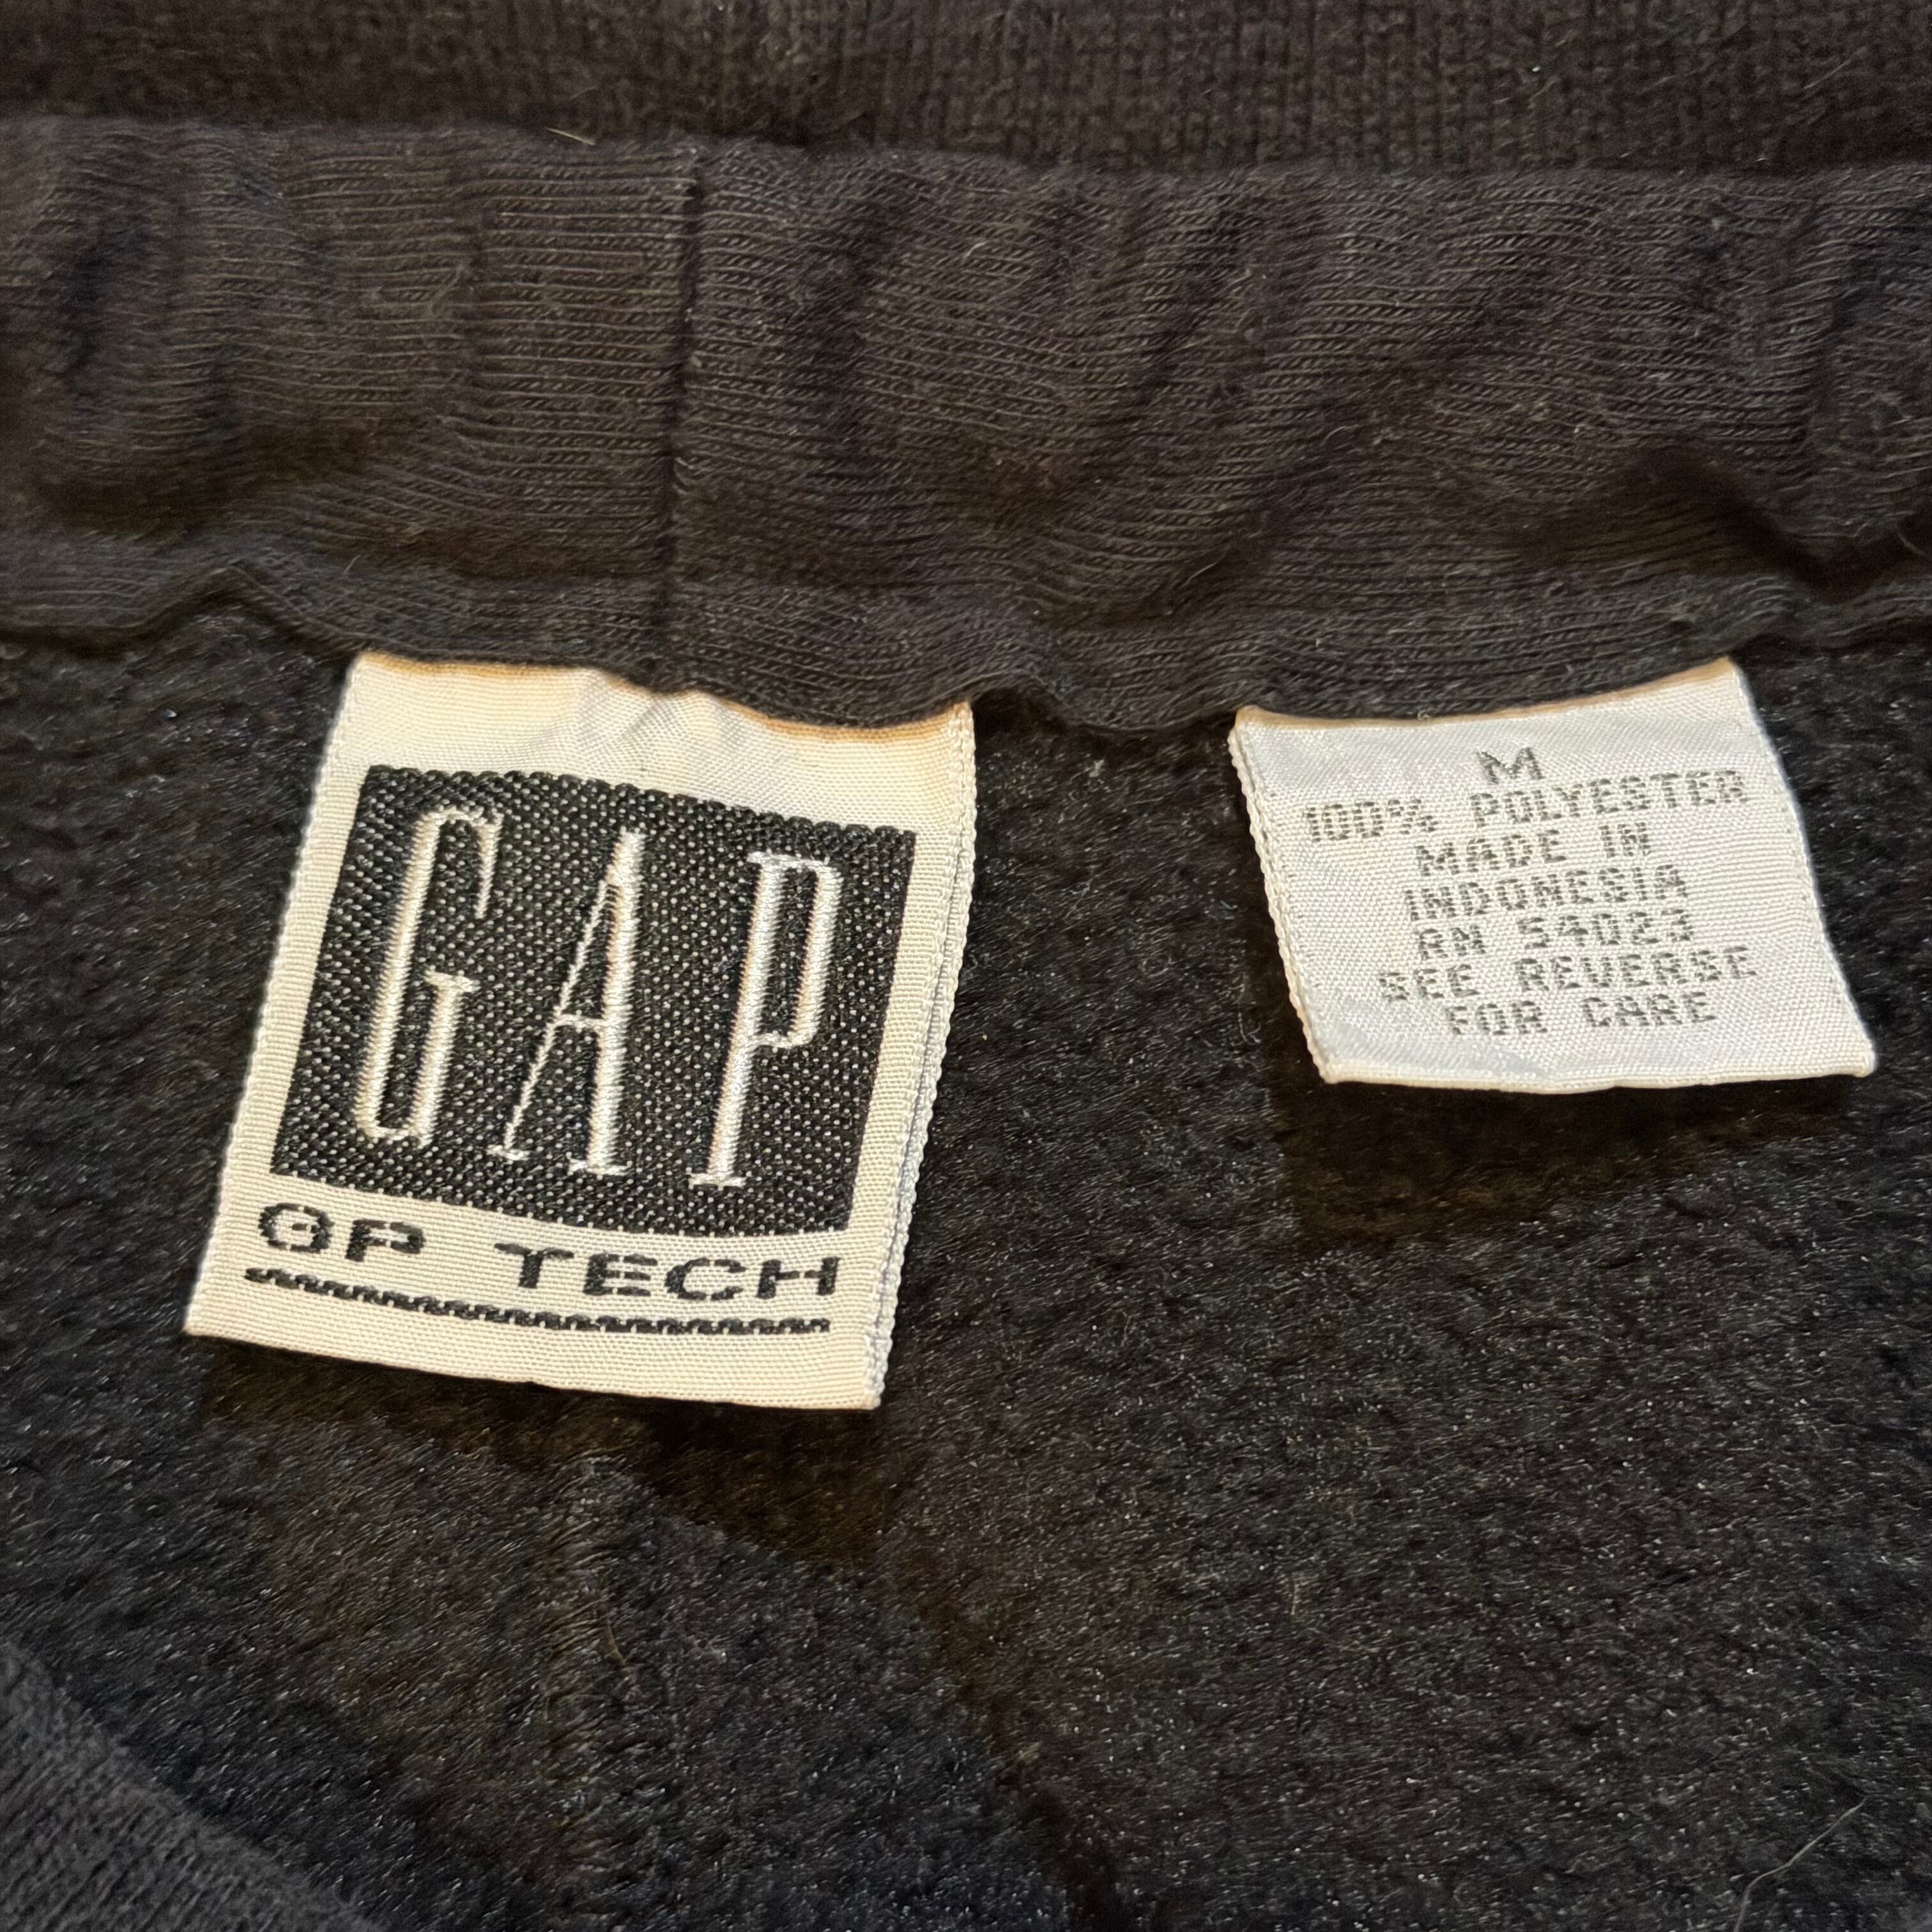 GAP
GP TECH
M
100% POLYESTER
MADE IN
INDONESIA
RN 54023
SEE REVERSE
FOR CARE